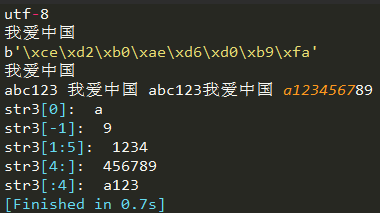 utf-8
我爱中国
b'\xce\xd2\xb0\xae\xd6\xd0\xb9\xfa'
我爱中国
abc123 我爱中国 abc123我爱中国 a123456789
str3[0]:  a
str3[-1]:  9
str3[1:5]:  1234
str3[4:]:  456789
str3[:4]:  a123
[Finished in 0.7s]